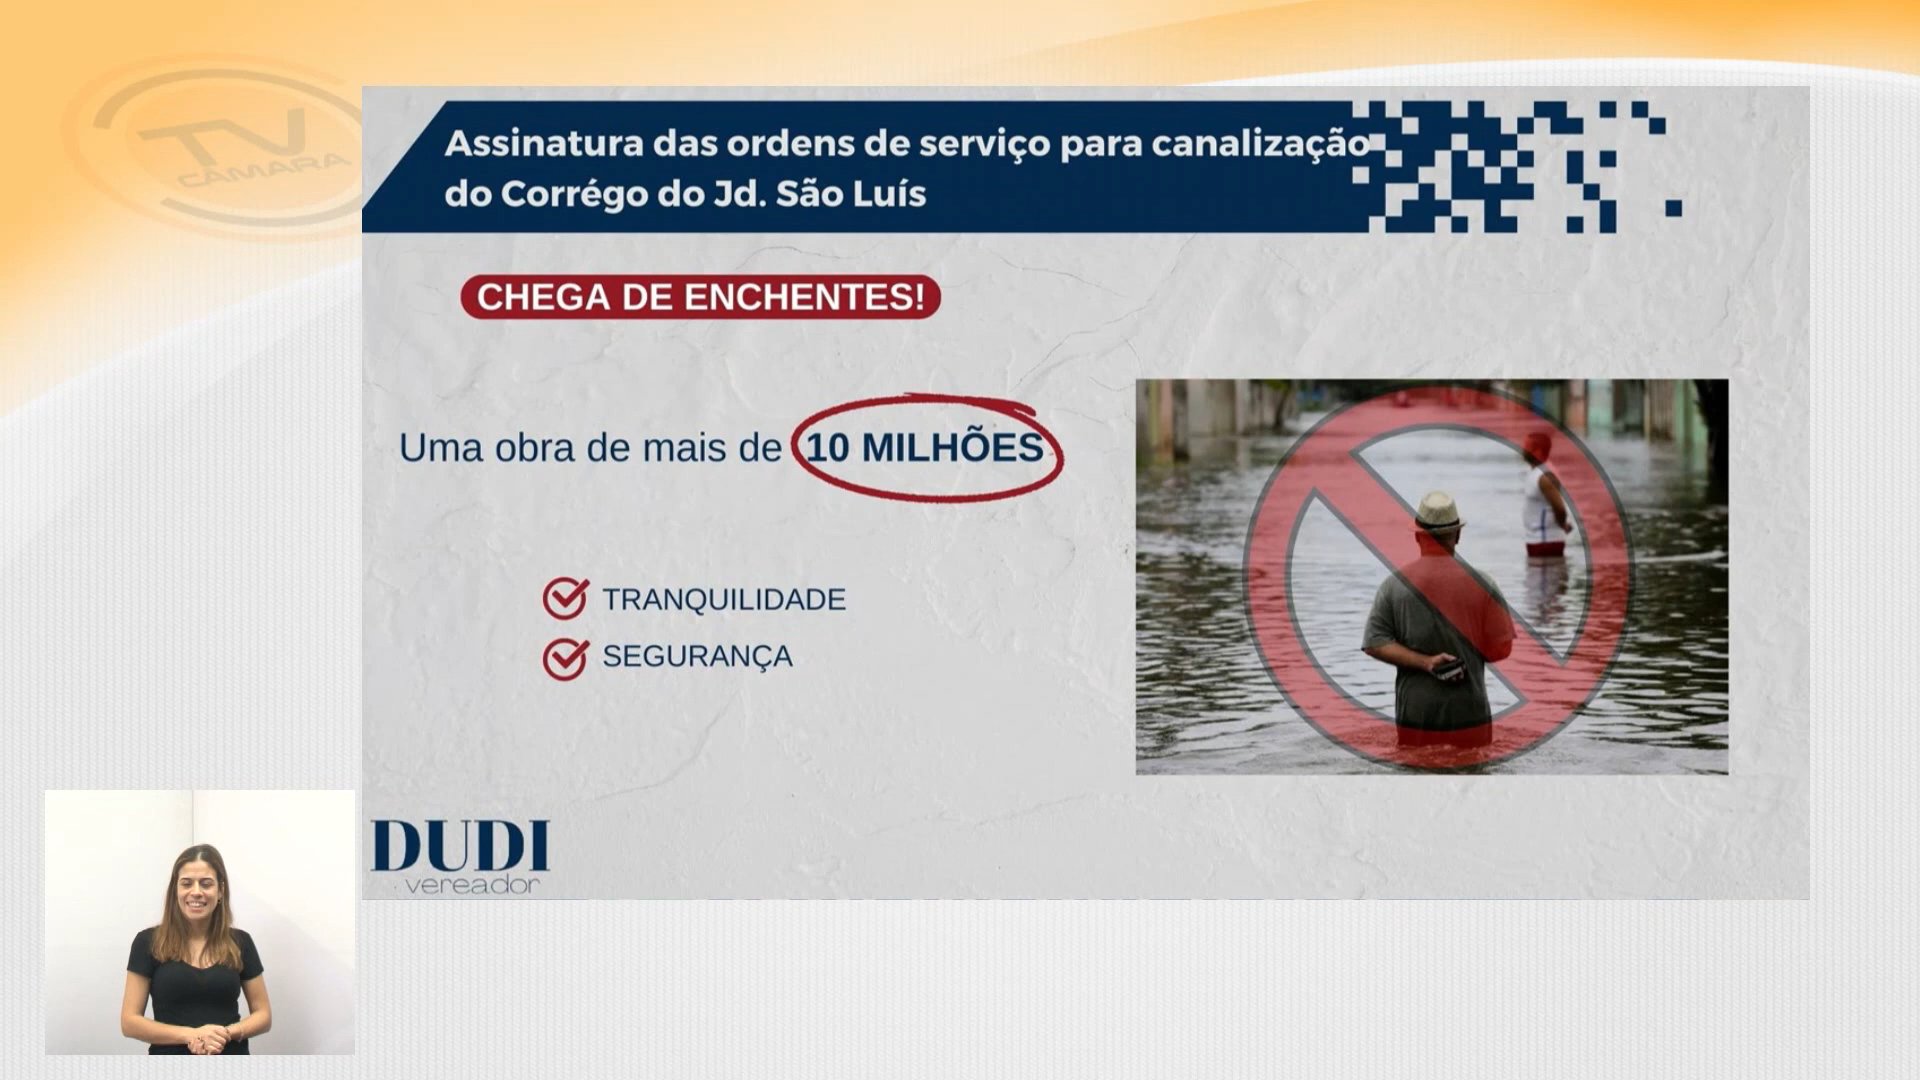 TV
CÂMARA
Assinatura das ordens de serviço para canalização
do Corrégo do Jd. São Luís
CHEGA DE ENCHENTES!
Uma obra de mais de 10 MILHÕES
TRANQUILIDADE
SEGURANÇA
DUDI
vereador